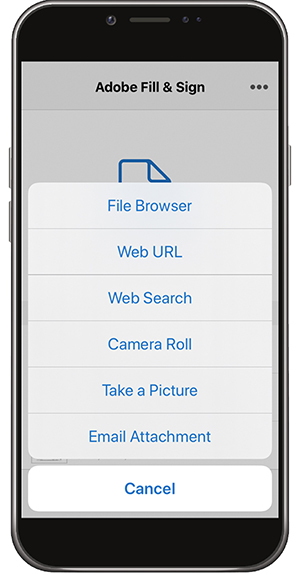 Adobe Fill & Sign
File Browser
Web URL
Web Search
Camera Roll
Take a Picture
Email Attachment
Cancel